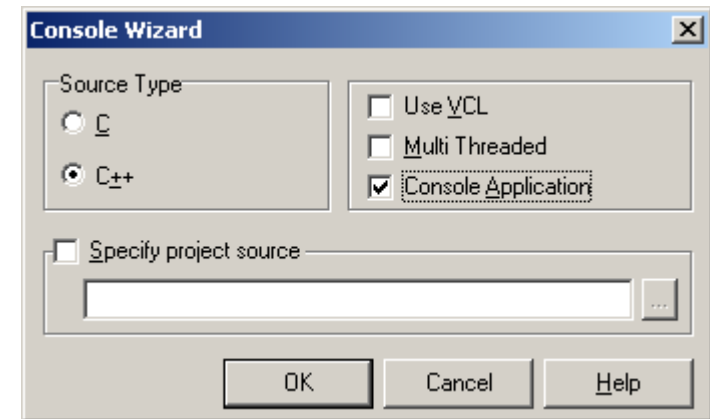 Console Wizard
Source Type
C
C++
Use VCL
Multi Threaded
Console Application
Specify project source
...
OK Cancel Help